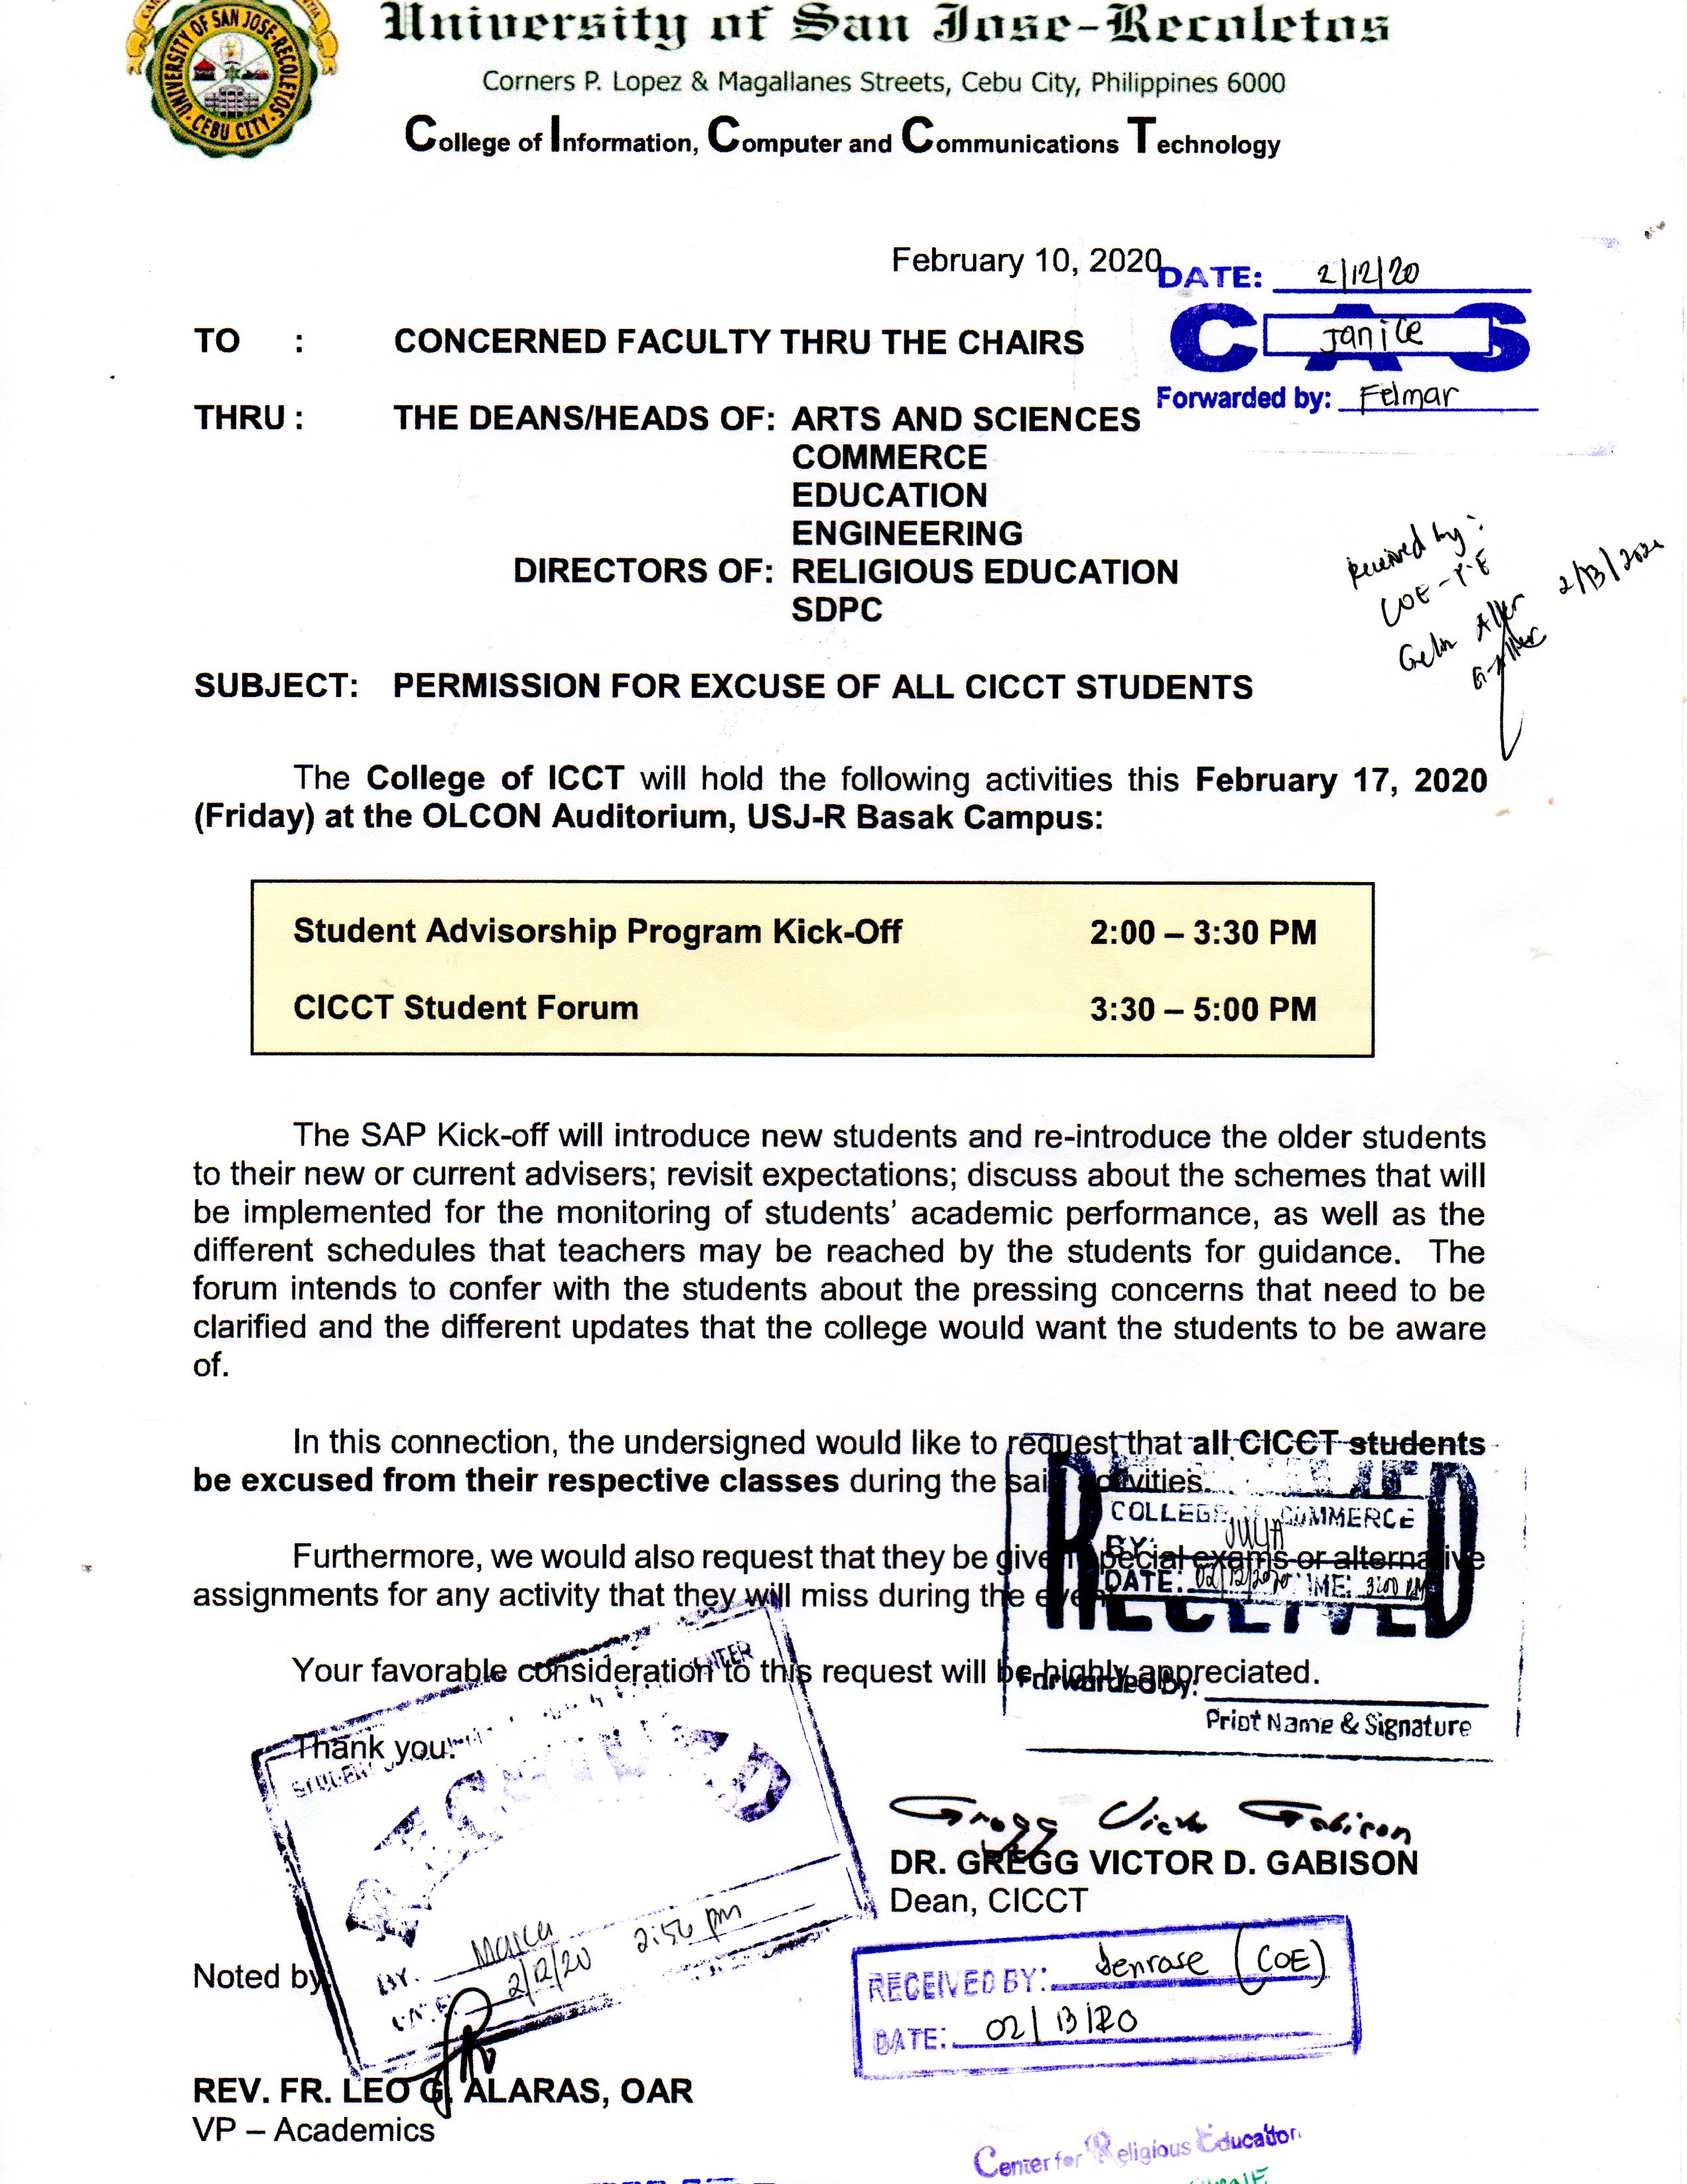 UNIVERSITY OF SAN JOSE-RECOLETOS
CEBU CITY
University of San Jose-Recoletos
Corners P. Lopez & Magallanes Streets, Cebu City, Philippines 6000
College of Information, Computer and Communications Technology
February 10, 2020
DATE: 2/12/20
CAS
Janice
Forwarded by: Felmar
TO : CONCERNED FACULTY THRU THE CHAIRS
THRU : THE DEANS/HEADS OF: ARTS AND SCIENCES
COMMERCE
EDUCATION
ENGINEERING
DIRECTORS OF: RELIGIOUS EDUCATION
SDPC
received by:
COE - P.E
Aller 2/13/2020
SUBJECT: PERMISSION FOR EXCUSE OF ALL CICCT STUDENTS
The College of ICCT will hold the following activities this February 17, 2020
(Friday) at the OLCON Auditorium, USJ-R Basak Campus:
Student Advisorship Program Kick-Off 2:00 – 3:30 PM
CICCT Student Forum 3:30 – 5:00 PM
The SAP Kick-off will introduce new students and re-introduce the older students
to their new or current advisers; revisit expectations; discuss about the schemes that will
be implemented for the monitoring of students' academic performance, as well as the
different schedules that teachers may be reached by the students for guidance. The
forum intends to confer with the students about the pressing concerns that need to be
clarified and the different updates that the college would want the students to be aware
of.
In this connection, the undersigned would like to request that all CICCT students
be excused from their respective classes during the said activities.
RECEIVED
COLLEGE OF COMMERCE
BY: JULIA
DATE: 02/12/2020 TIME: 3:00 PM
Furthermore, we would also request that they be given special exams or alternative
assignments for any activity that they will miss during the event
Your favorable consideration to this request will be highly appreciated.
Forwarded By:
Print Name & Signature
Thank you.
STUDENT CENTER
RECEIVED
BY: Marca
DATE: 2/12/20 2:56 pm
Gregg Victor Gabison
DR. GREGG VICTOR D. GABISON
Dean, CICCT
RECEIVED BY: Jenrose (COE)
DATE: 02/13/20
Noted by
REV. FR. LEO G. ALARAS, OAR
VP – Academics
Center for Religious Education